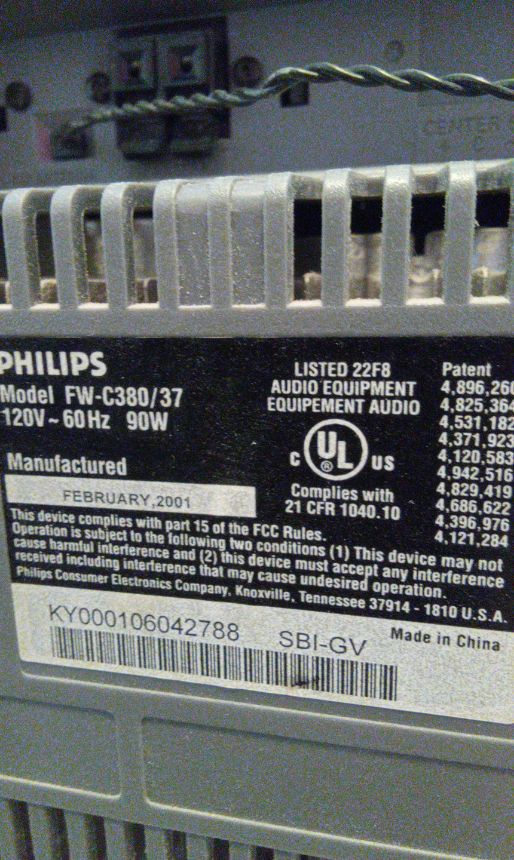 CENTER
PHILIPS
Model FW-C380/37
120V~60Hz 90W
Manufactured
FEBRUARY,2001
LISTED 22F8
AUDIO EQUIPMENT
EQUIPEMENT AUDIO
C UL® US
Complies with
21 CFR 1040.10
Patent
4,896,260
4,825,364
4,531,182
4,371,923
4,120,583
4,942,516
4,829,419
4,686,622
4,396,976
4,121,284
This device complies with part 15 of the FCC Rules.
Operation is subject to the following two conditions (1) This device may not
cause harmful interference and (2) this device must accept any interference
received including interference that may cause undesired operation.
Philips Consumer Electronics Company, Knoxville, Tennessee 37914 - 1810 U.S.A.
KY000106042788 SBI-GV Made in China